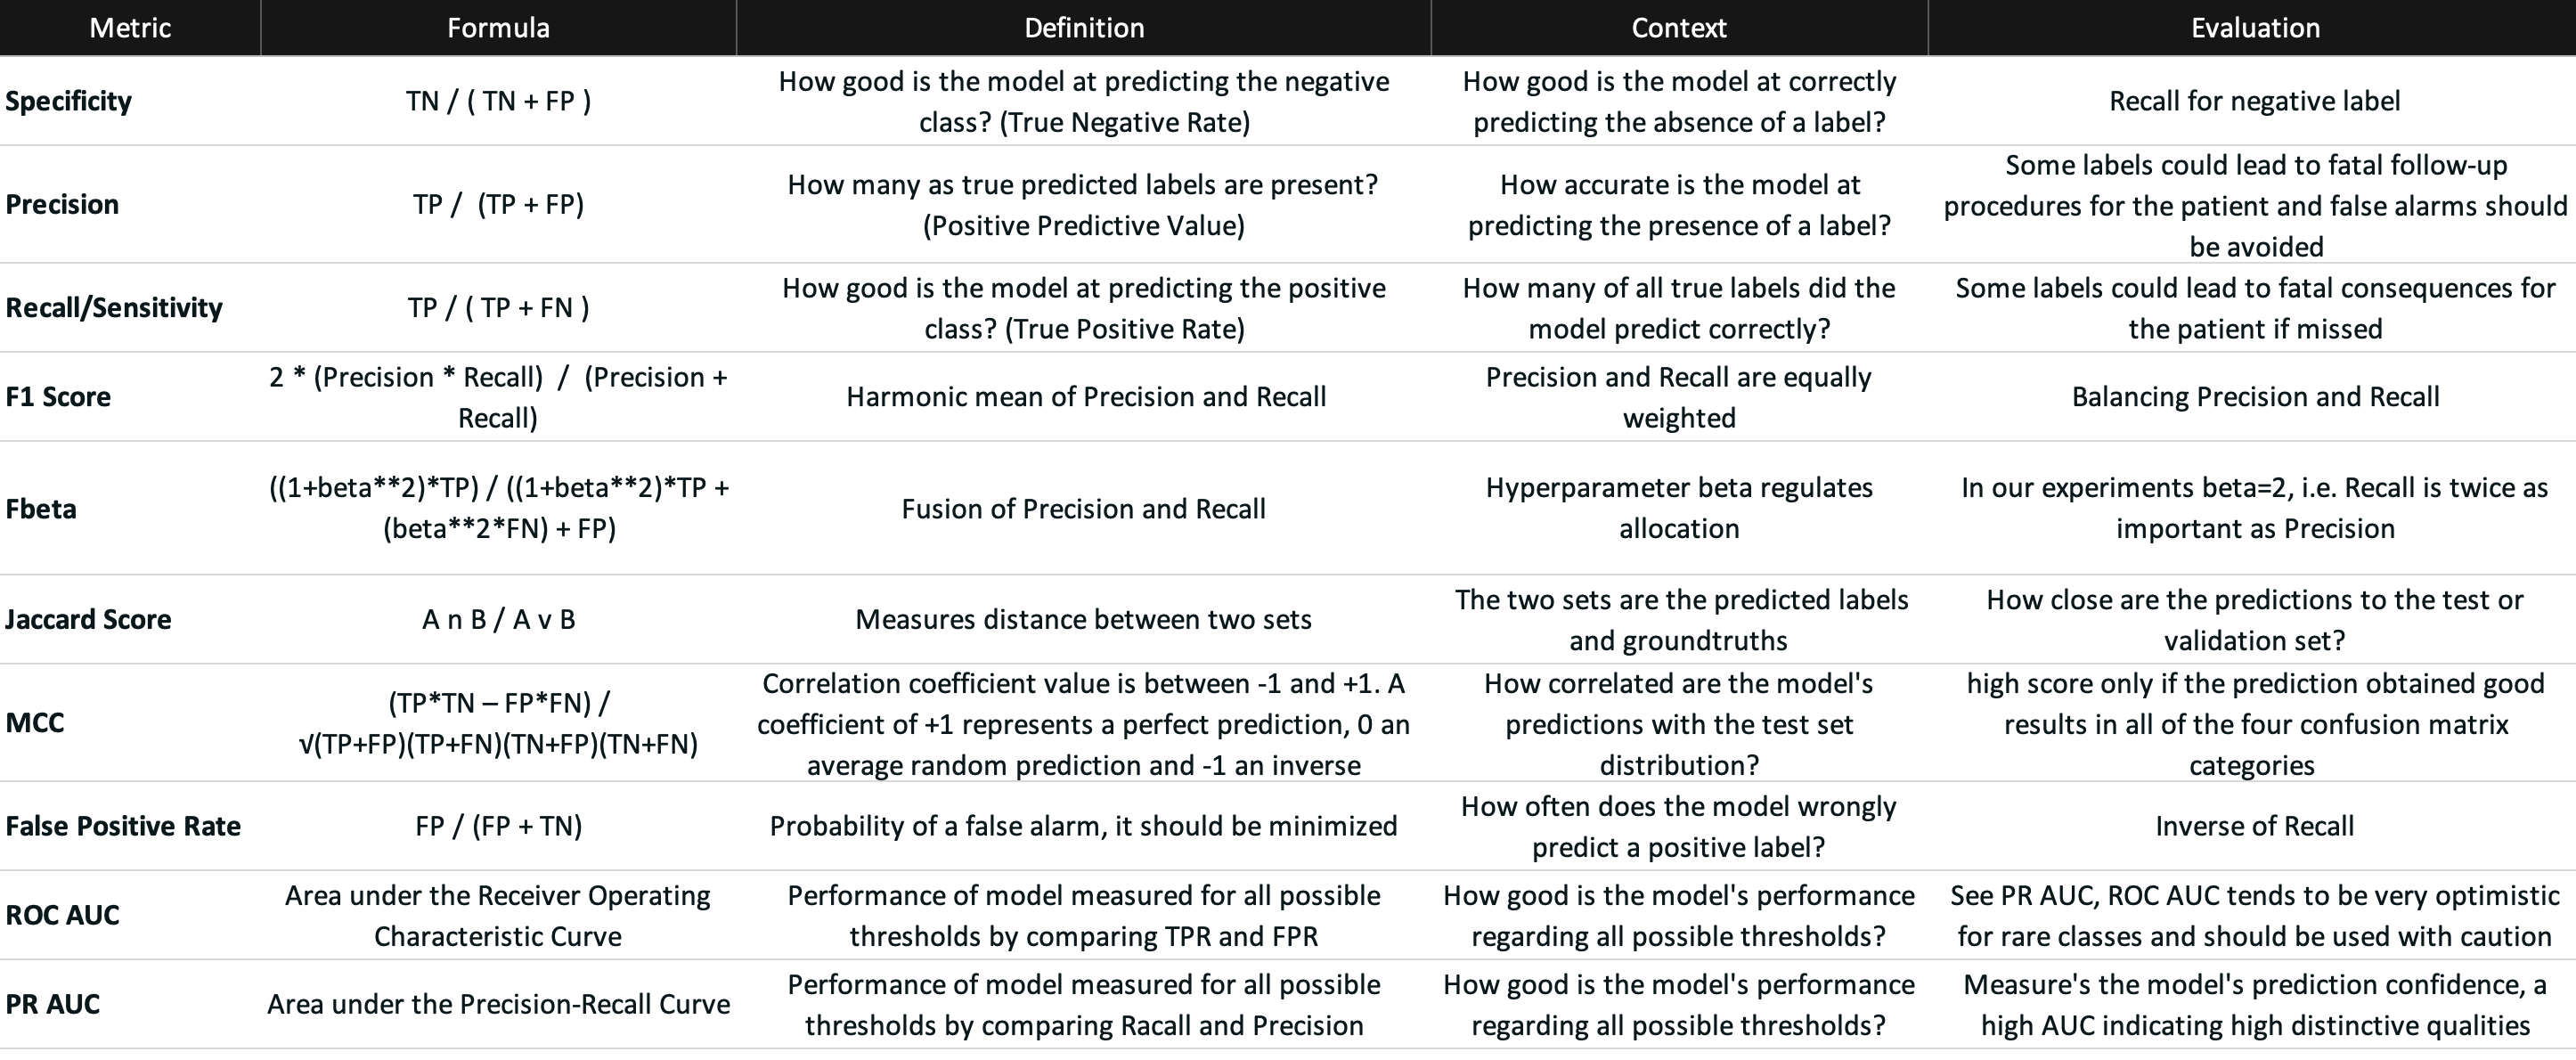 Metric Formula Definition Context Evaluation
Specificity
TN / ( TN + FP )
How good is the model at predicting the negative
class? (True Negative Rate)
How good is the model at correctly
predicting the absence of a label?
Recall for negative label
Precision
TP / (TP + FP)
How many as true predicted labels are present?
(Positive Predictive Value)
How accurate is the model at
predicting the presence of a label?
Some labels could lead to fatal follow-up
procedures for the patient and false alarms should
be avoided
Recall/Sensitivity
TP / ( TP + FN )
How good is the model at predicting the positive
class? (True Positive Rate)
How many of all true labels did the
model predict correctly?
Some labels could lead to fatal consequences for
the patient if missed
F1 Score
2 * (Precision * Recall) / (Precision +
Recall)
Harmonic mean of Precision and Recall
Precision and Recall are equally
weighted
Balancing Precision and Recall
Fbeta
((1+beta**2)*TP) / ((1+beta**2)*TP +
(beta**2*FN) + FP)
Fusion of Precision and Recall
Hyperparameter beta regulates
allocation
In our experiments beta=2, i.e. Recall is twice as
important as Precision
Jaccard Score
A n B / A v B
Measures distance between two sets
The two sets are the predicted labels
and groundtruths
How close are the predictions to the test or
validation set?
MCC
(TP*TN – FP*FN) /
√(TP+FP)(TP+FN)(TN+FP)(TN+FN)
Correlation coefficient value is between -1 and +1. A
coefficient of +1 represents a perfect prediction, 0 an
average random prediction and -1 an inverse
How correlated are the model's
predictions with the test set
distribution?
high score only if the prediction obtained good
results in all of the four confusion matrix
categories
False Positive Rate
FP / (FP + TN)
Probability of a false alarm, it should be minimized
How often does the model wrongly
predict a positive label?
Inverse of Recall
ROC AUC
Area under the Receiver Operating
Characteristic Curve
Performance of model measured for all possible
thresholds by comparing TPR and FPR
How good is the model's performance
regarding all possible thresholds?
See PR AUC, ROC AUC tends to be very optimistic
for rare classes and should be used with caution
PR AUC
Area under the Precision-Recall Curve
Performance of model measured for all possible
thresholds by comparing Racall and Precision
How good is the model's performance
regarding all possible thresholds?
Measure's the model's prediction confidence, a
high AUC indicating high distinctive qualities